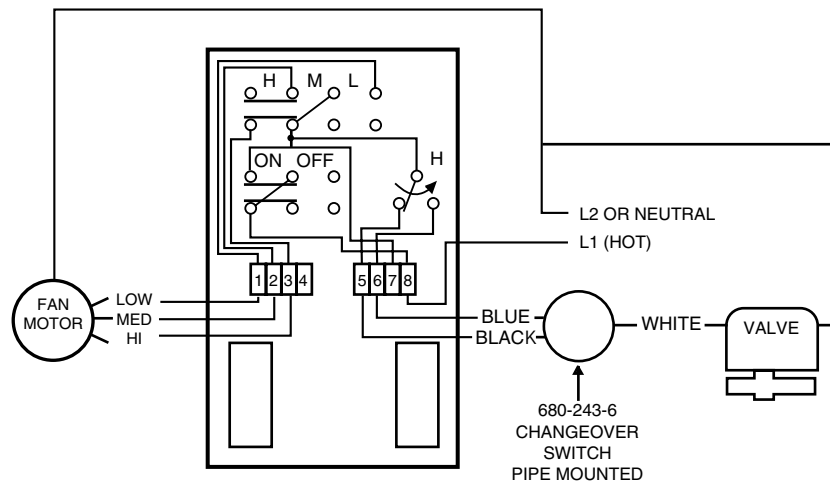 H M L
ON OFF H
L2 OR NEUTRAL
L1 (HOT)
1 2 3 4 5 6 7 8
FAN
MOTOR
LOW
MED
HI
BLUE
BLACK
WHITE
VALVE
680-243-6
CHANGEOVER
SWITCH
PIPE MOUNTED